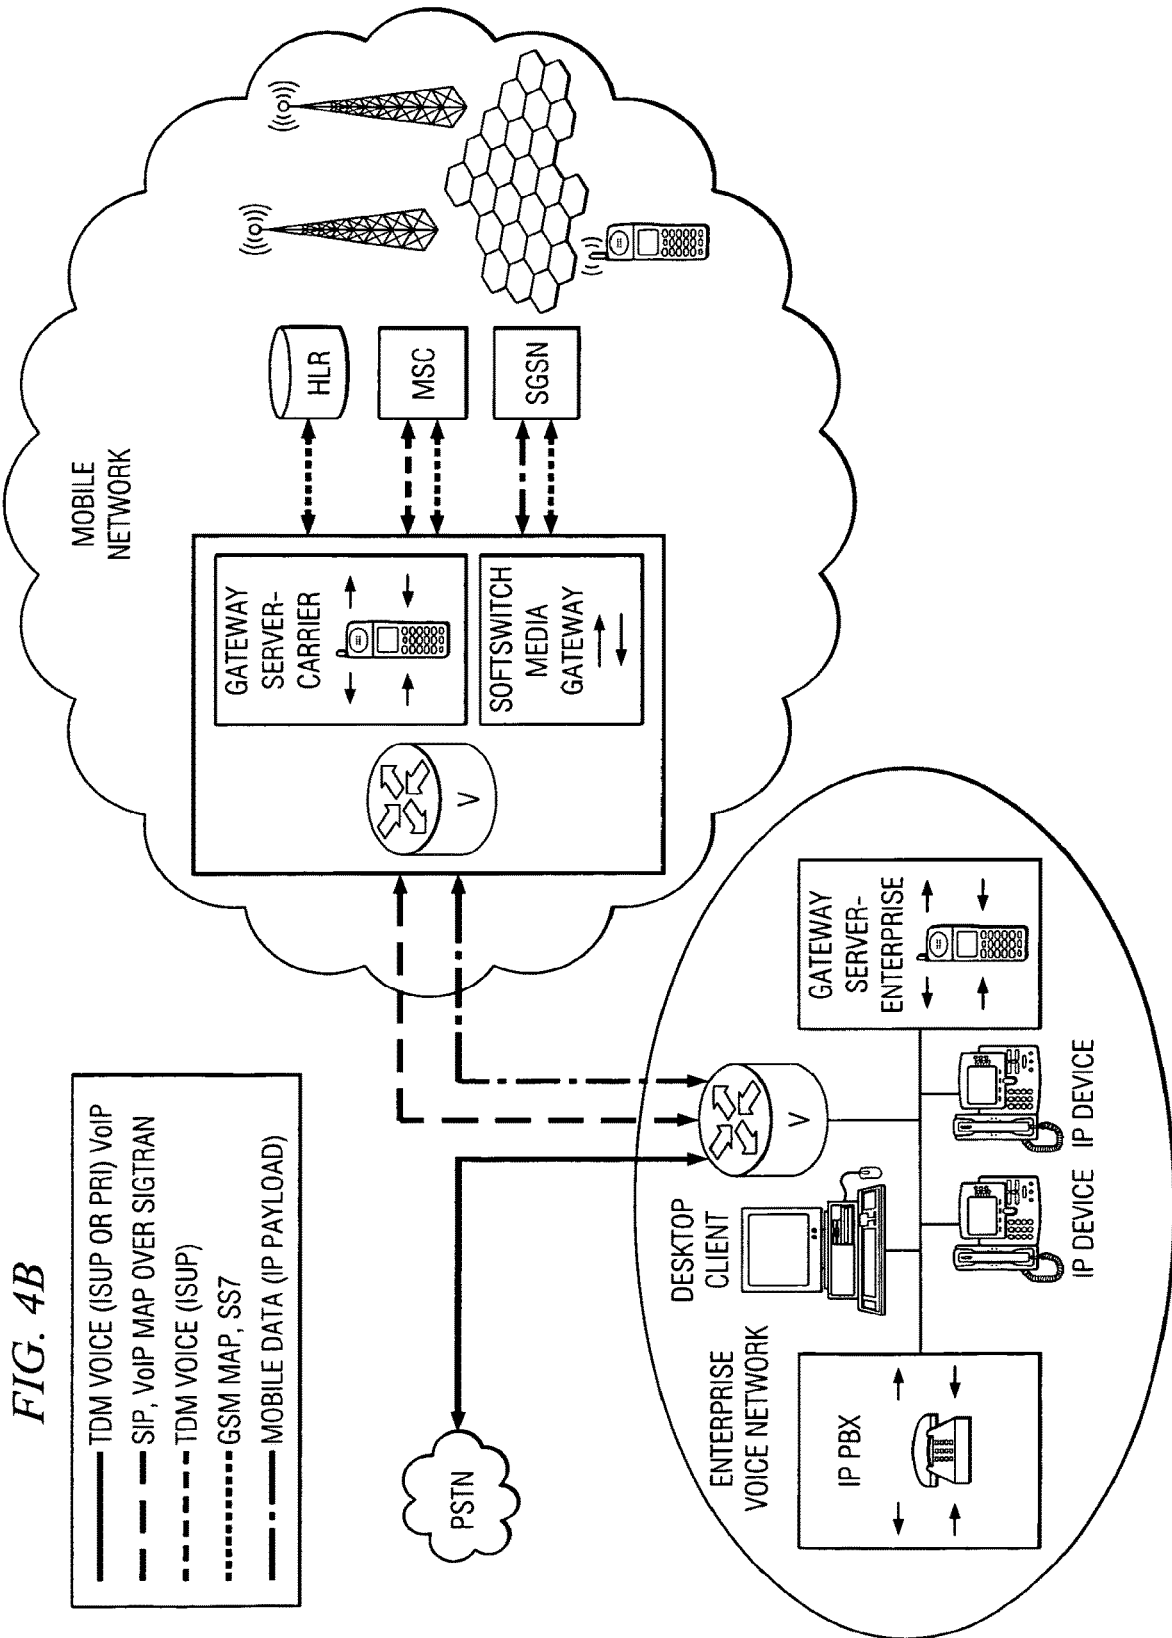 FIG. 4B
TDM VOICE (ISUP OR PRI) VoIP
SIP, VoIP MAP OVER SIGTRAN
TDM VOICE (ISUP)
GSM MAP, SS7
MOBILE DATA (IP PAYLOAD)
MOBILE
NETWORK
GATEWAY
SERVER-
CARRIER
SOFTSWITCH
MEDIA
GATEWAY
V
HLR
MSC
SGSN
PSTN
ENTERPRISE
VOICE NETWORK
DESKTOP
CLIENT
V
IP PBX
GATEWAY
SERVER-
ENTERPRISE
IP DEVICE
IP DEVICE